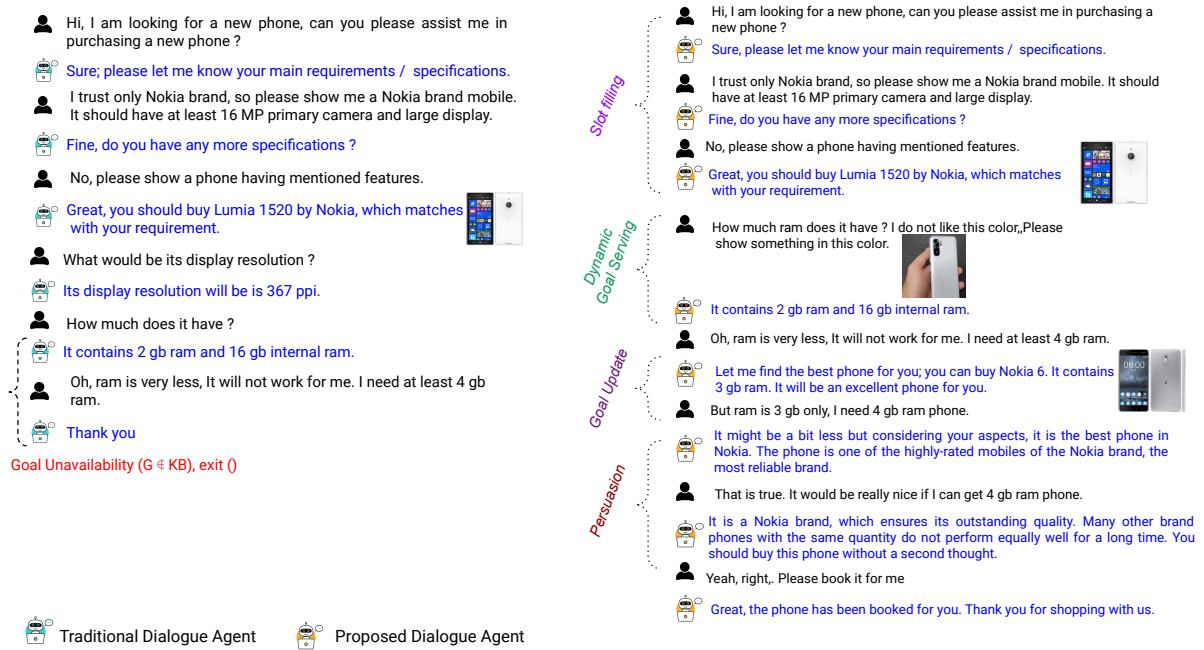 Hi, I am looking for a new phone, can you please assist me in
purchasing a new phone ?
Sure; please let me know your main requirements / specifications.
I trust only Nokia brand, so please show me a Nokia brand mobile.
It should have at least 16 MP primary camera and large display.
Fine, do you have any more specifications ?
No, please show a phone having mentioned features.
Great, you should buy Lumia 1520 by Nokia, which matches
with your requirement.
What would be its display resolution ?
Its display resolution will be is 367 ppi.
How much does it have ?
It contains 2 gb ram and 16 gb internal ram.
Oh, ram is very less, It will not work for me. I need at least 4 gb
ram.
Thank you
Goal Unavailability (G ∉ KB), exit ()
Traditional Dialogue Agent
Proposed Dialogue Agent
Slot filling
Hi, I am looking for a new phone, can you please assist me in purchasing a
new phone ?
Sure, please let me know your main requirements / specifications.
I trust only Nokia brand, so please show me a Nokia brand mobile. It should
have at least 16 MP primary camera and large display.
Fine, do you have any more specifications ?
No, please show a phone having mentioned features.
Great, you should buy Lumia 1520 by Nokia, which matches
with your requirement.
Dynamic
Goal Serving
How much ram does it have ? I do not like this color,,Please
show something in this color.
It contains 2 gb ram and 16 gb internal ram.
Goal Update
Oh, ram is very less, It will not work for me. I need at least 4 gb ram.
Let me find the best phone for you; you can buy Nokia 6. It contains
3 gb ram. It will be an excellent phone for you.
06:00
But ram is 3 gb only, I need 4 gb ram phone.
Persuasion
It might be a bit less but considering your aspects, it is the best phone in
Nokia. The phone is one of the highly-rated mobiles of the Nokia brand, the
most reliable brand.
That is true. It would be really nice if I can get 4 gb ram phone.
It is a Nokia brand, which ensures its outstanding quality. Many other brand
phones with the same quantity do not perform equally well for a long time. You
should buy this phone without a second thought.
Yeah, right,. Please book it for me
Great, the phone has been booked for you. Thank you for shopping with us.